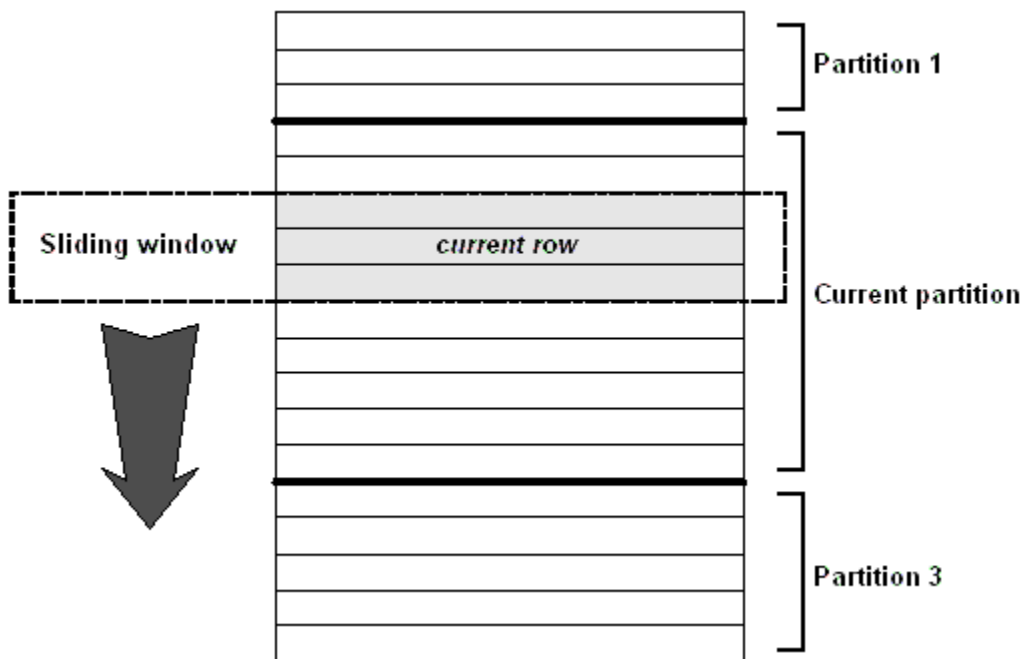 Partition 1
Sliding window
current row
Current partition
Partition 3